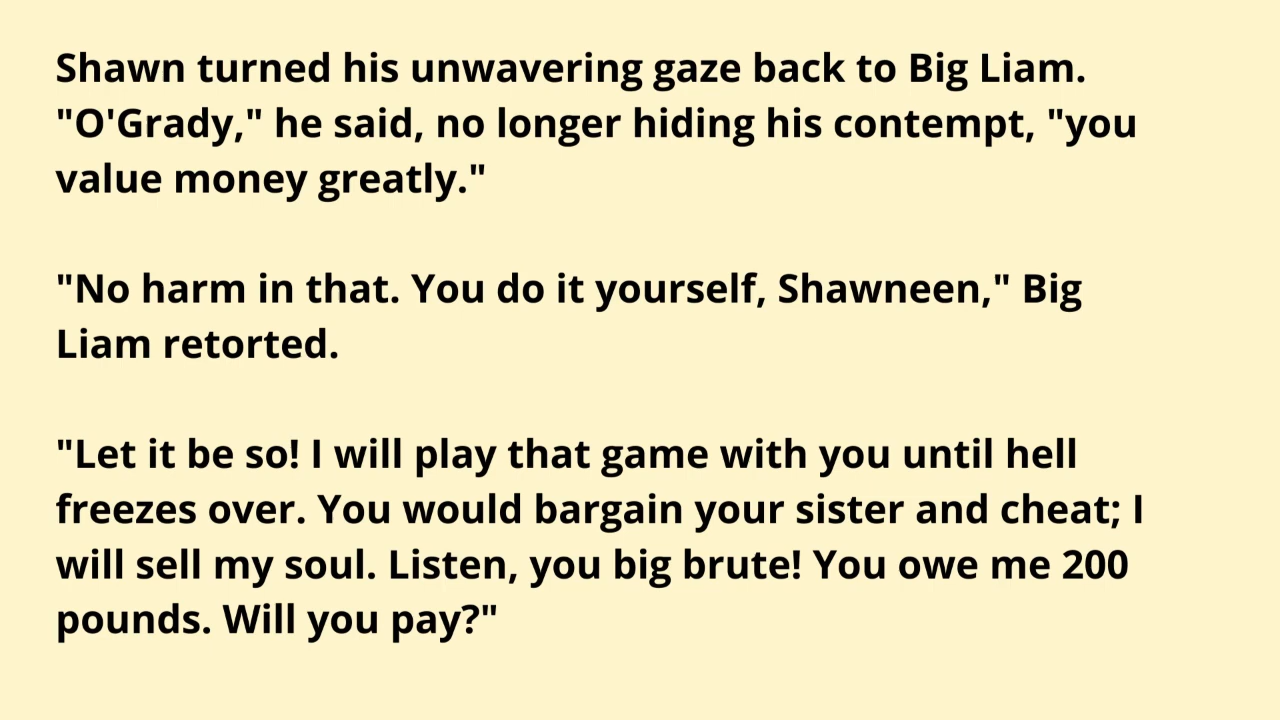 Shawn turned his unwavering gaze back to Big Liam.
"O'Grady," he said, no longer hiding his contempt, "you
value money greatly."
"No harm in that. You do it yourself, Shawneen," Big
Liam retorted.
"Let it be so! I will play that game with you until hell
freezes over. You would bargain your sister and cheat; I
will sell my soul. Listen, you big brute! You owe me 200
pounds. Will you pay?"